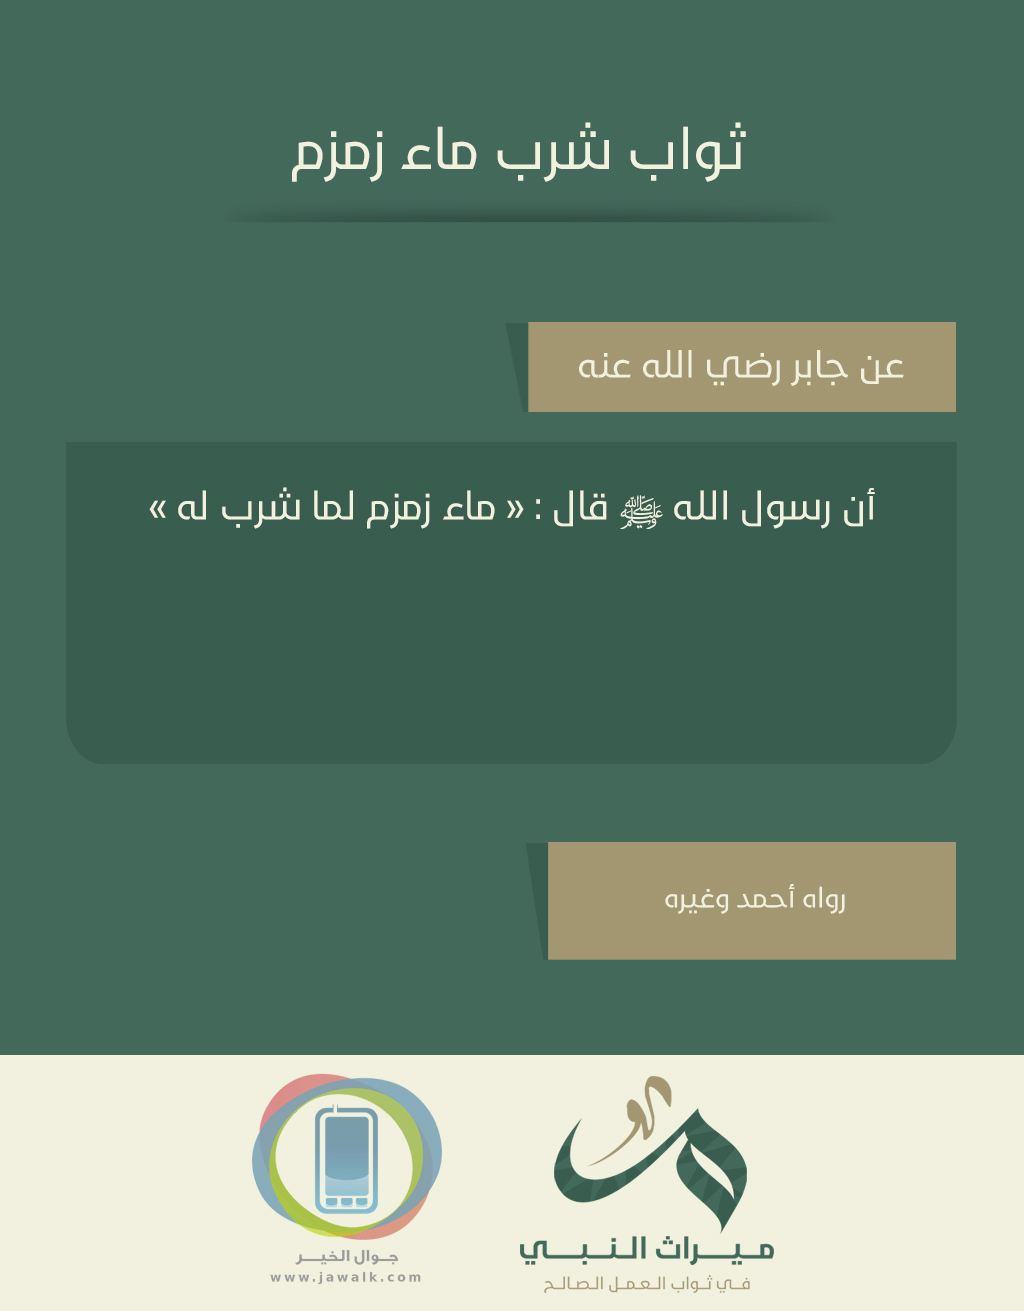 ثواب شرب ماء زمزم
عن جابر رضي الله عنه
أن رسول الله ﷺ قال : « ماء زمزم لما شرب له »
رواه أحمد وغيره
ميراث النبي
في ثواب العمل الصالح
جوال الخير
www.jawalk.com